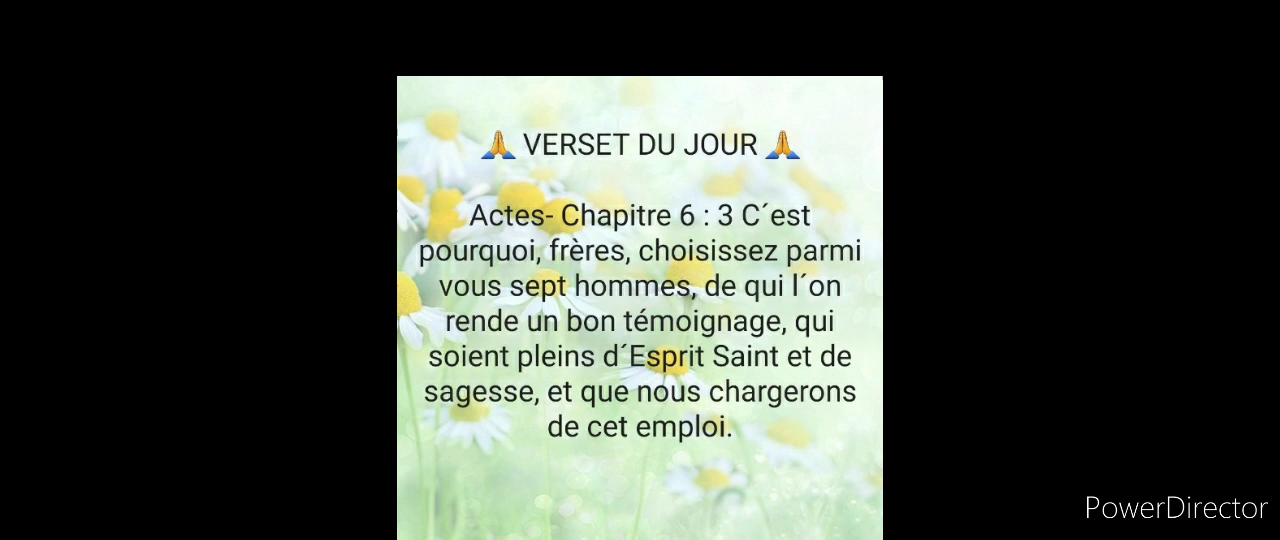 🙏 VERSET DU JOUR 🙏
Actes- Chapitre 6 : 3 C´est
pourquoi, frères, choisissez parmi
vous sept hommes, de qui l´on
rende un bon témoignage, qui
soient pleins d´Esprit Saint et de
sagesse, et que nous chargerons
de cet emploi.
PowerDirector